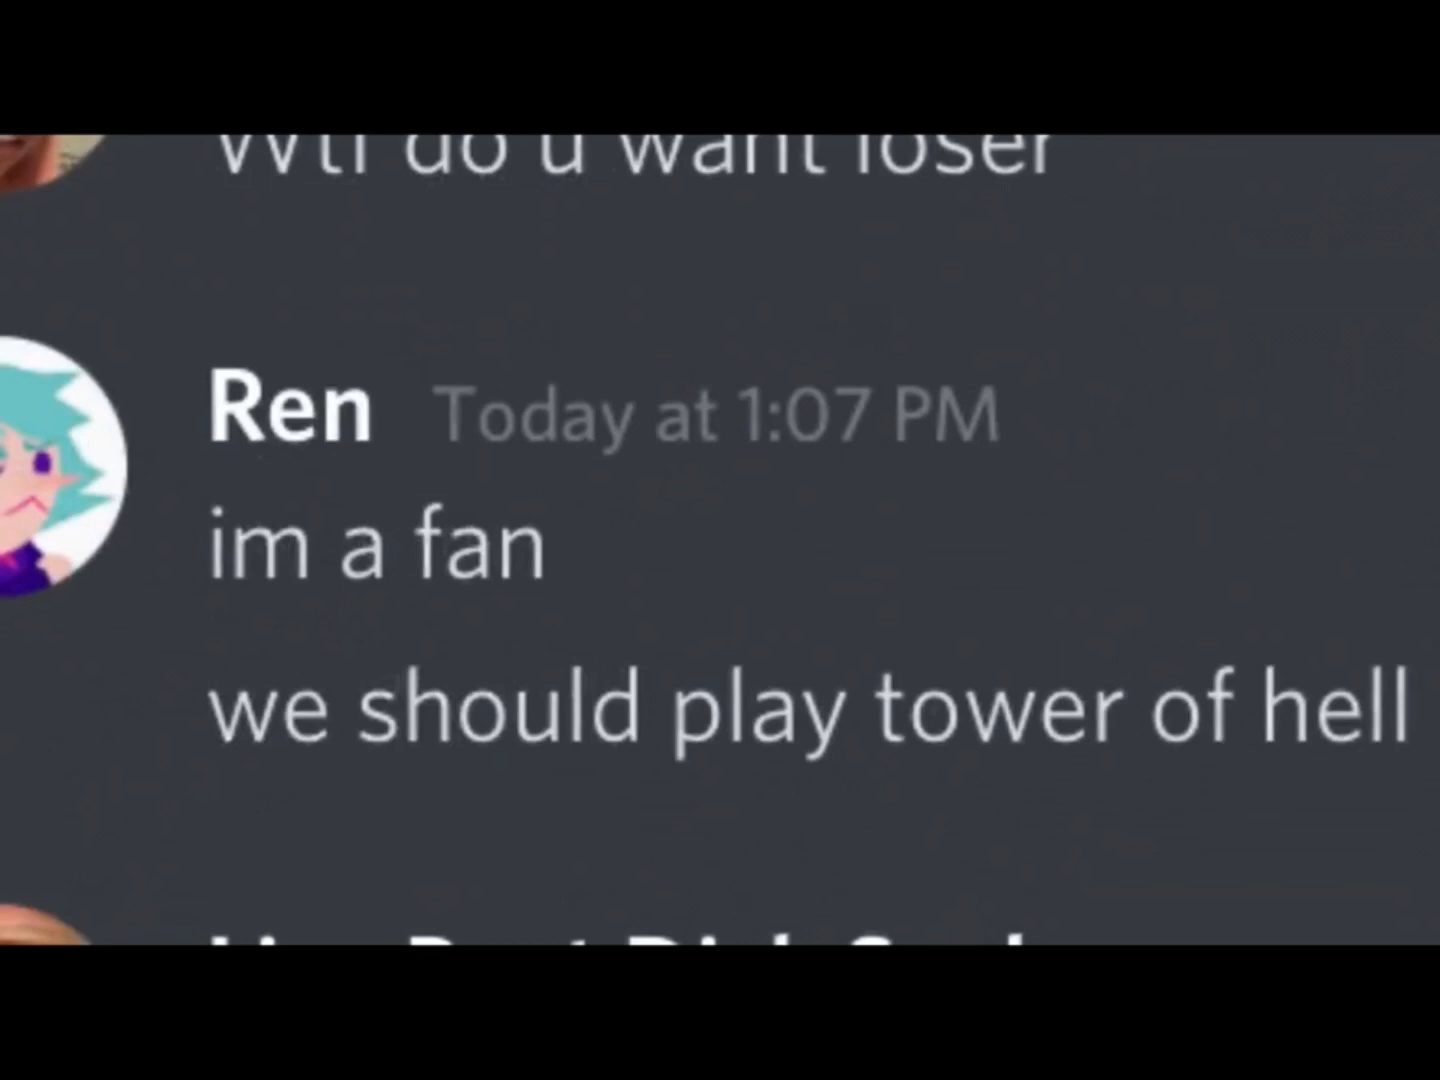 Wtf do u want loser
Ren Today at 1:07 PM
im a fan
we should play tower of hell